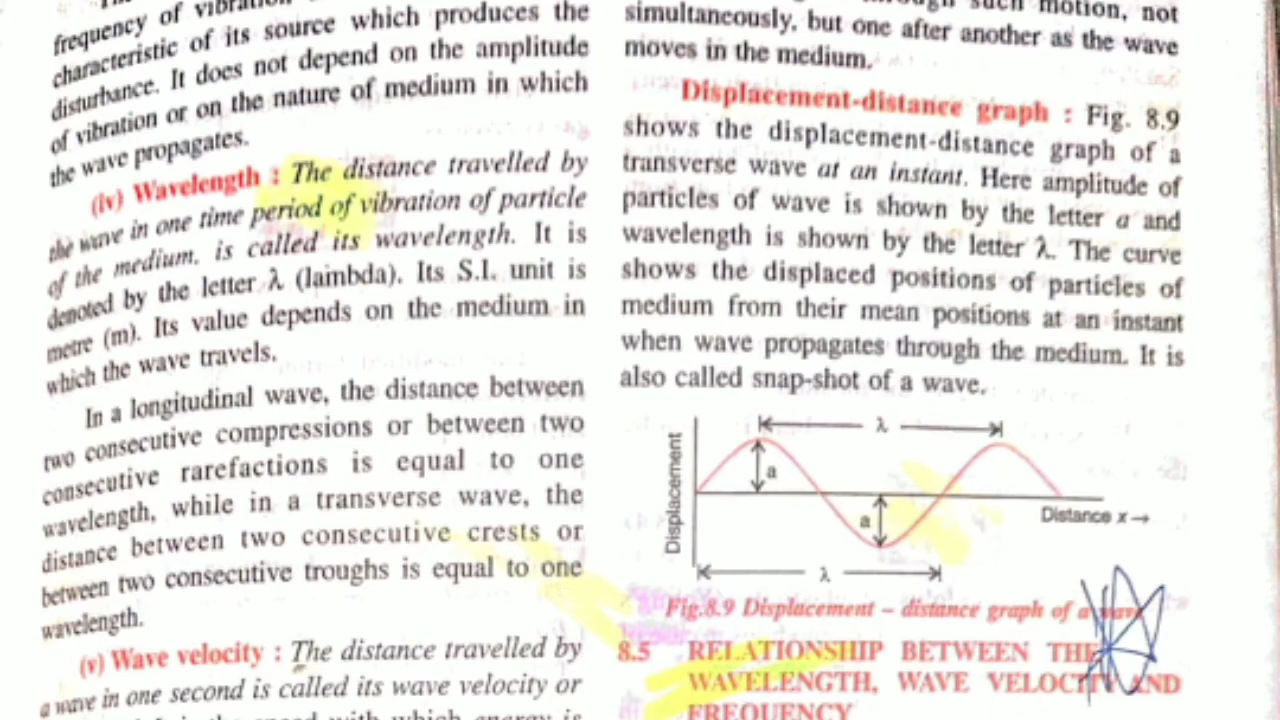 frequency of vibration
characteristic of its source which produces the
disturbance. It does not depend on the amplitude
of vibration or on the nature of medium in which
the wave propagates.
(iv) Wavelength : The distance travelled by
the wave in one time period of vibration of particle
of the medium, is called its wavelength. It is
denoted by the letter λ (lambda). Its S.I. unit is
metre (m). Its value depends on the medium in
which the wave travels.
In a longitudinal wave, the distance between
two consecutive compressions or between two
consecutive rarefactions is equal to one
wavelength, while in a transverse wave, the
distance between two consecutive crests or
between two consecutive troughs is equal to one
wavelength.
(v) Wave velocity : The distance travelled by
a wave in one second is called its wave velocity or
with which energy is
such motion, not
simultaneously, but one after another as the wave
moves in the medium.
Displacement-distance graph : Fig. 8.9
shows the displacement-distance graph of a
transverse wave at an instant. Here amplitude of
particles of wave is shown by the letter a and
wavelength is shown by the letter λ. The curve
shows the displaced positions of particles of
medium from their mean positions at an instant
when wave propagates through the medium. It is
also called snap-shot of a wave.
λ
Displacement
a
a
Distance x→
λ
Fig.8.9 Displacement – distance graph of a wave
8.5 RELATIONSHIP BETWEEN THE
WAVELENGTH, WAVE VELOCITY AND
FREQUENCY